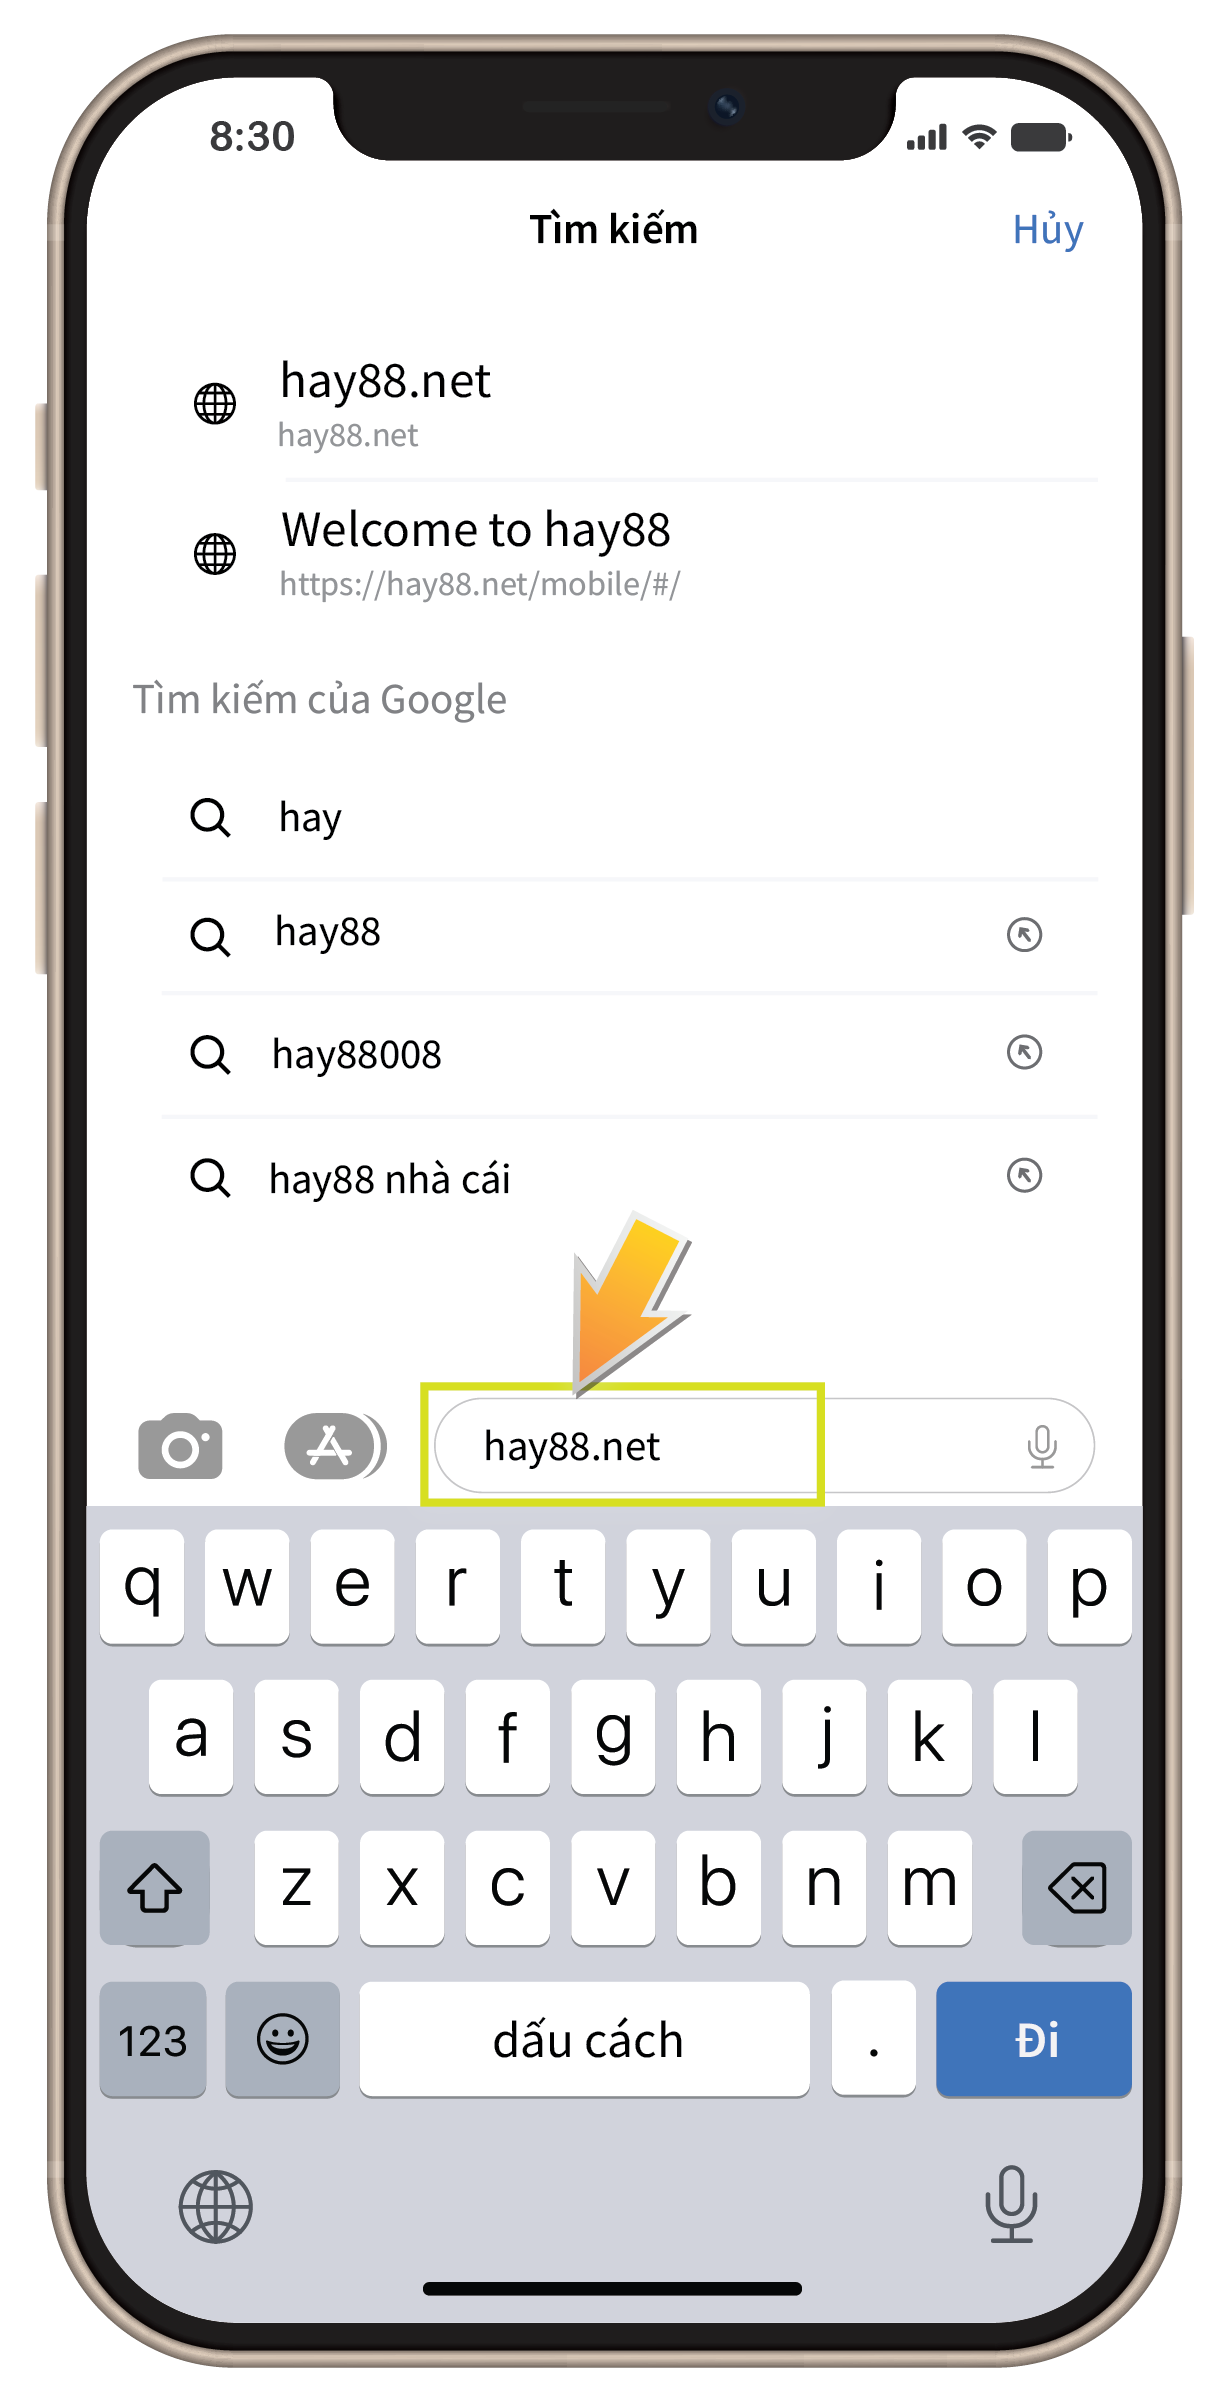 8:30
Tìm kiếm
Hủy
hay88.net
hay88.net
Welcome to hay88
https://hay88.net/mobile/#/
Tìm kiếm của Google
hay
hay88
hay88008
hay88 nhà cái
hay88.net
q w e r t y u i o p
a s d f g h j k l
z x c v b n m
123 dấu cách . Đi